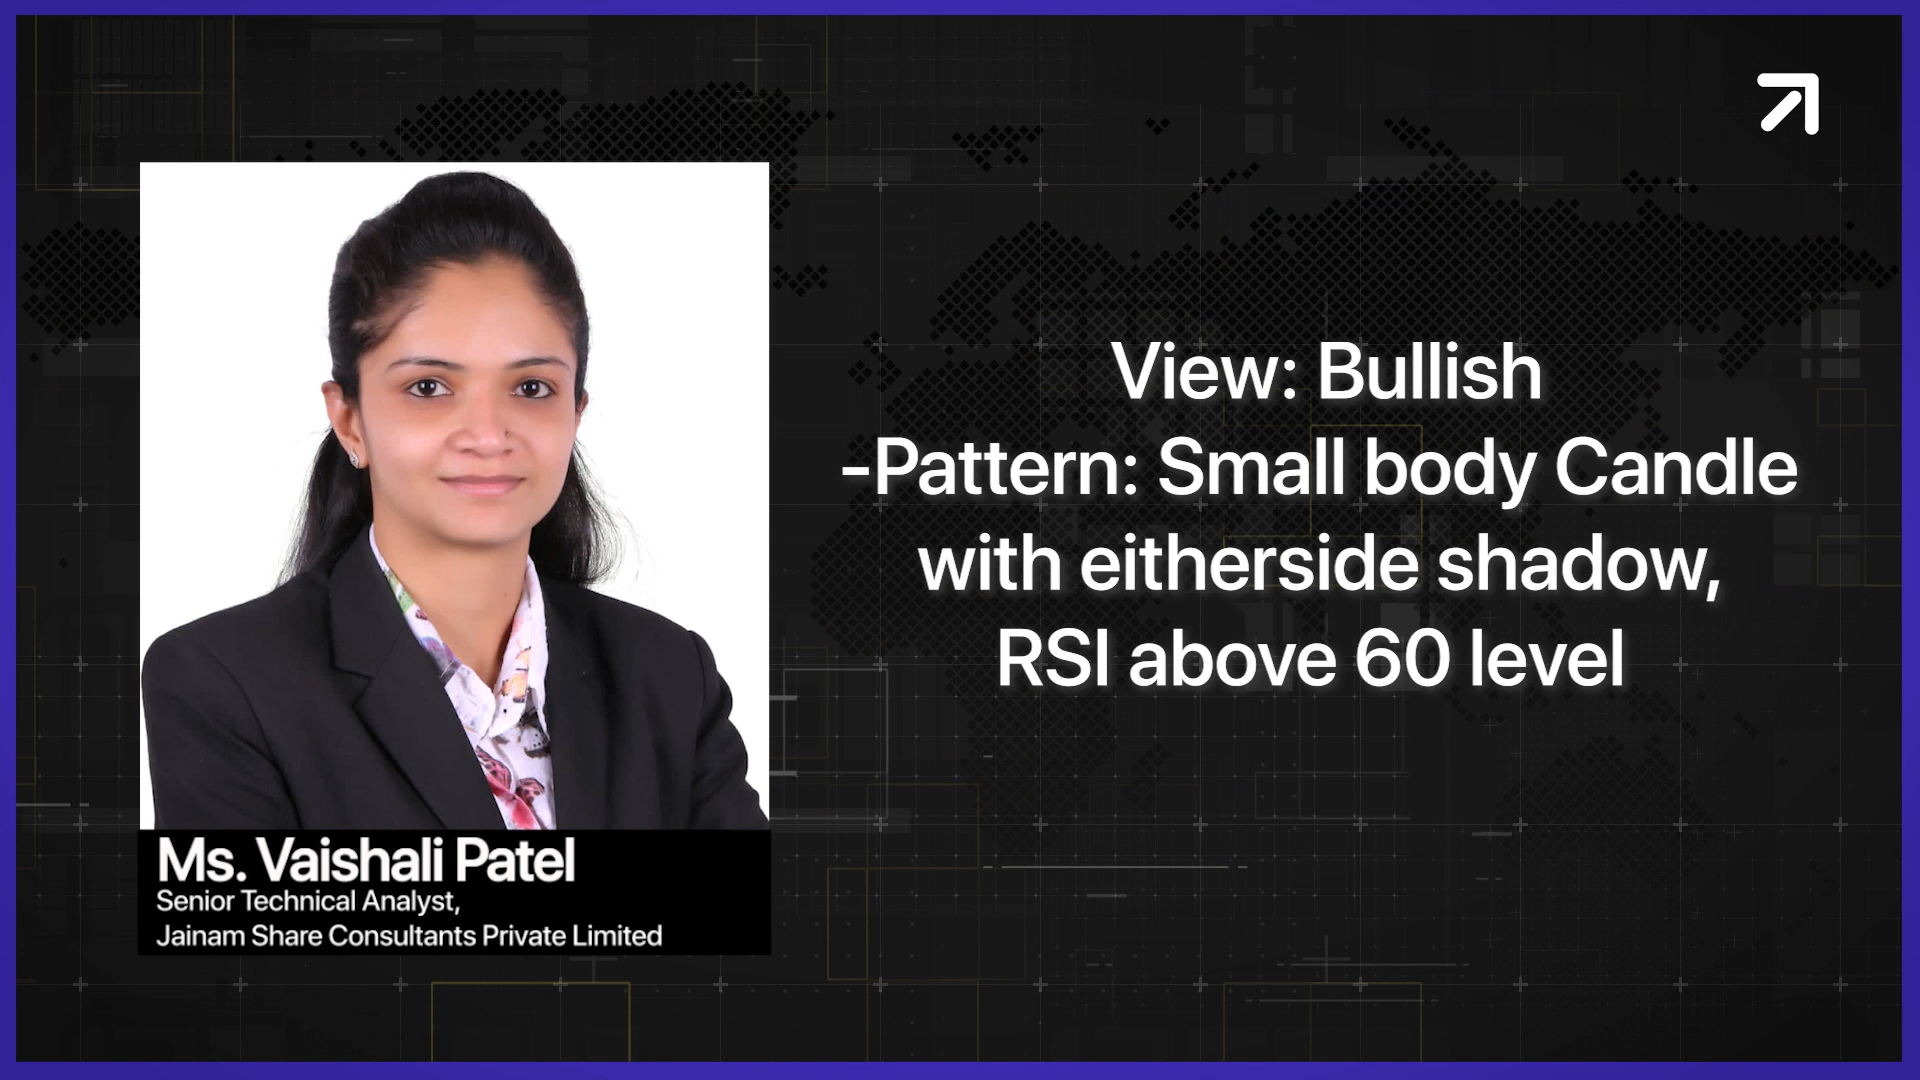 View: Bullish
-Pattern: Small body Candle
with eitherside shadow,
RSI above 60 level
Ms. Vaishali Patel
Senior Technical Analyst,
Jainam Share Consultants Private Limited